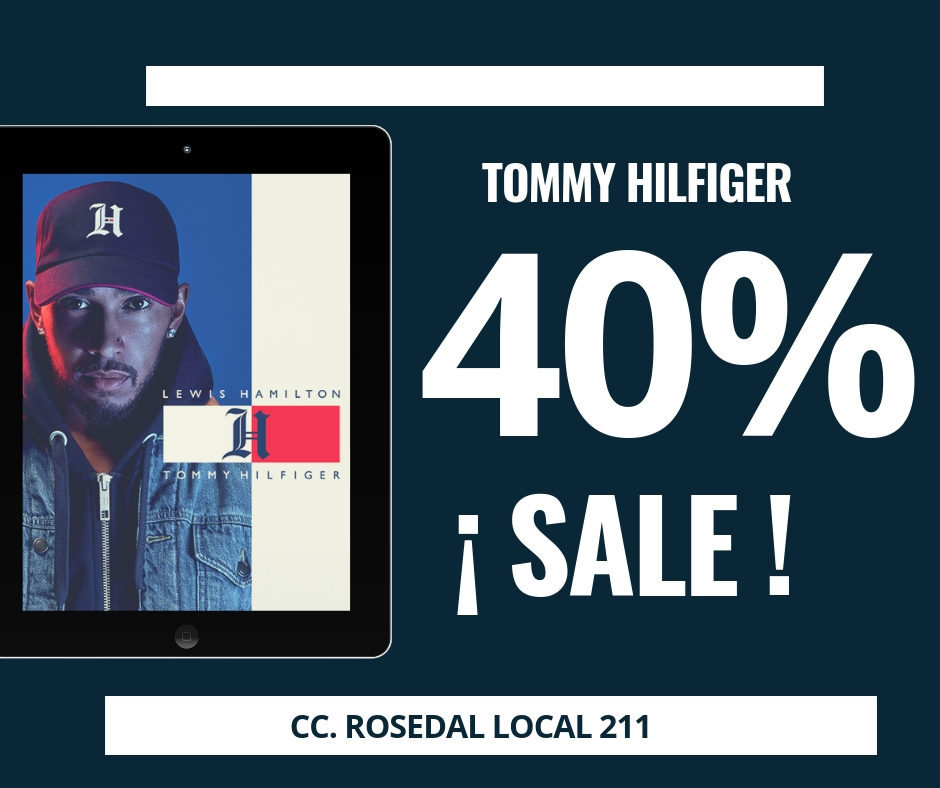 TOMMY HILFIGER
40%
¡ SALE !
H
LEWIS HAMILTON
H
TOMMY HILFIGER
CC. ROSEDAL LOCAL 211